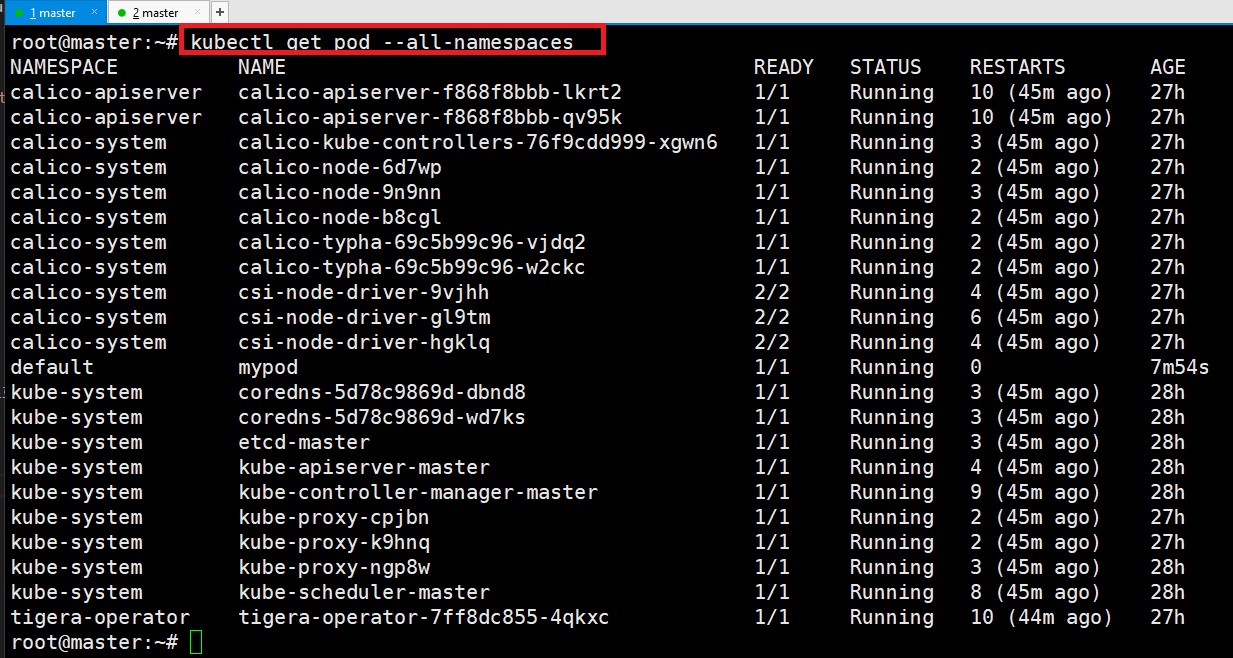 1 master × 2 master × +
root@master:~# kubectl get pod --all-namespaces
NAMESPACE NAME READY STATUS RESTARTS AGE
calico-apiserver calico-apiserver-f868f8bbb-lkrt2 1/1 Running 10 (45m ago) 27h
calico-apiserver calico-apiserver-f868f8bbb-qv95k 1/1 Running 10 (45m ago) 27h
calico-system calico-kube-controllers-76f9cdd999-xgwn6 1/1 Running 3 (45m ago) 27h
calico-system calico-node-6d7wp 1/1 Running 2 (45m ago) 27h
calico-system calico-node-9n9nn 1/1 Running 3 (45m ago) 27h
calico-system calico-node-b8cgl 1/1 Running 2 (45m ago) 27h
calico-system calico-typha-69c5b99c96-vjdq2 1/1 Running 2 (45m ago) 27h
calico-system calico-typha-69c5b99c96-w2ckc 1/1 Running 2 (45m ago) 27h
calico-system csi-node-driver-9vjhh 2/2 Running 4 (45m ago) 27h
calico-system csi-node-driver-gl9tm 2/2 Running 6 (45m ago) 27h
calico-system csi-node-driver-hgklq 2/2 Running 4 (45m ago) 27h
default mypod 1/1 Running 0 7m54s
kube-system coredns-5d78c9869d-dbnd8 1/1 Running 3 (45m ago) 28h
kube-system coredns-5d78c9869d-wd7ks 1/1 Running 3 (45m ago) 28h
kube-system etcd-master 1/1 Running 3 (45m ago) 28h
kube-system kube-apiserver-master 1/1 Running 4 (45m ago) 28h
kube-system kube-controller-manager-master 1/1 Running 9 (45m ago) 28h
kube-system kube-proxy-cpjbn 1/1 Running 2 (45m ago) 27h
kube-system kube-proxy-k9hnq 1/1 Running 2 (45m ago) 27h
kube-system kube-proxy-ngp8w 1/1 Running 3 (45m ago) 28h
kube-system kube-scheduler-master 1/1 Running 8 (45m ago) 28h
tigera-operator tigera-operator-7ff8dc855-4qkxc 1/1 Running 10 (44m ago) 27h
root@master:~#